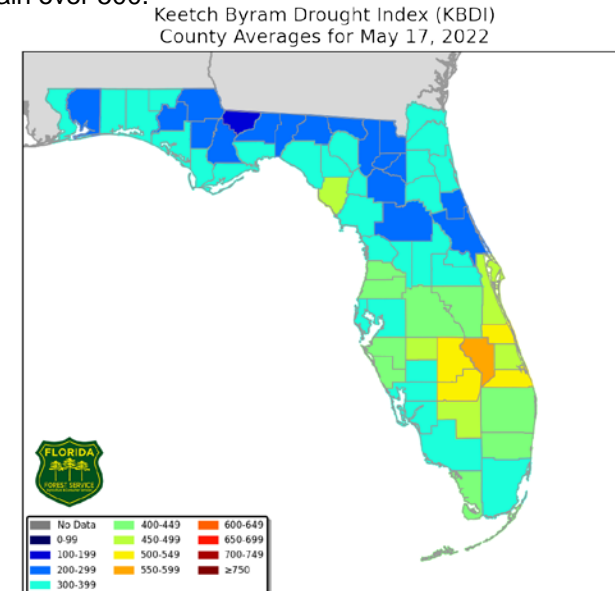 Keetch Byram Drought Index (KBDI)
County Averages for May 17, 2022
FLORIDA
FOREST SERVICE
No Data
0-99
100-199
200-299
300-399
400-449
450-499
500-549
550-599
600-649
650-699
700-749
≥750